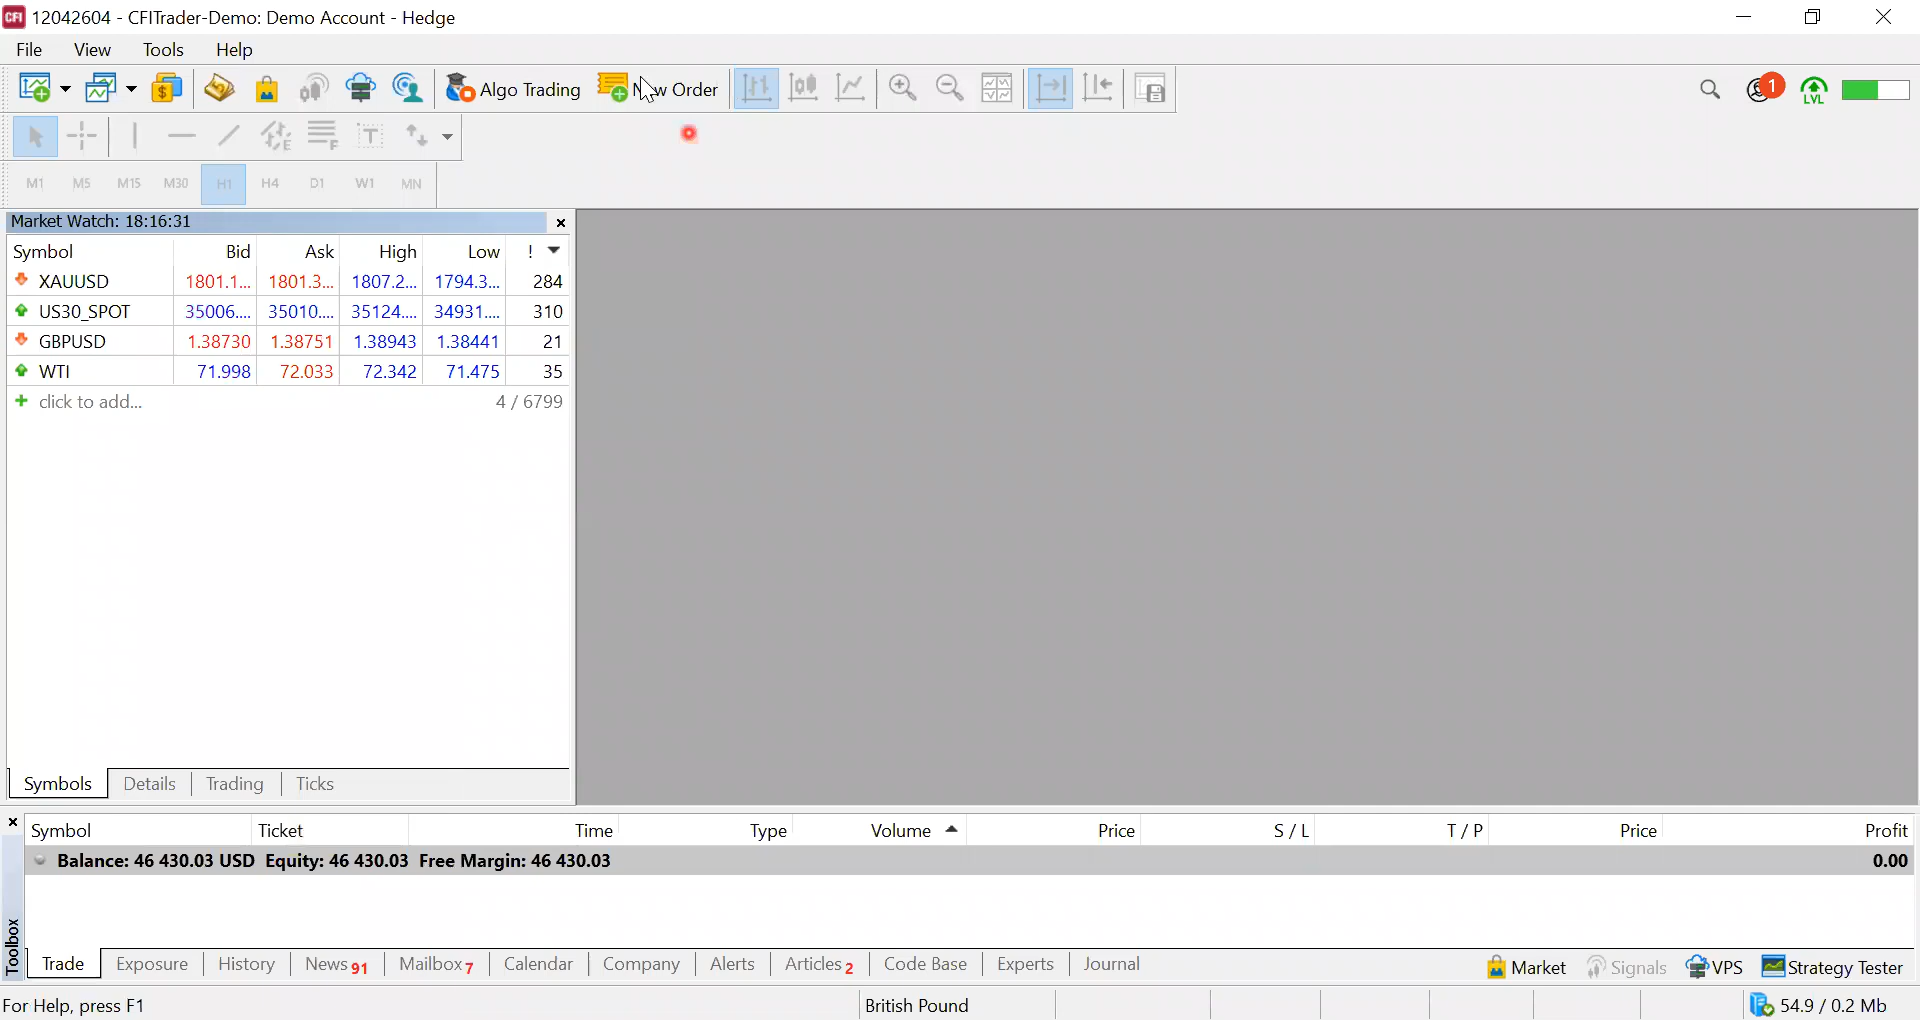 CFI 12042604 - CFITrader-Demo: Demo Account - Hedge
File View Tools Help
Algo Trading New Order 1 LVL
E F T
M1 M5 M15 M30 H1 H4 D1 W1 MN
Market Watch: 18:16:31
Symbol Bid Ask High Low !
XAUUSD 1801.1... 1801.3... 1807.2... 1794.3... 284
US30_SPOT 35006.... 35010.... 35124.... 34931.... 310
GBPUSD 1.38730 1.38751 1.38943 1.38441 21
WTI 71.998 72.033 72.342 71.475 35
click to add... 4 / 6799
Symbols Details Trading Ticks
Symbol Ticket Time Type Volume Price S / L T / P Price Profit
Balance: 46 430.03 USD Equity: 46 430.03 Free Margin: 46 430.03 0.00
Toolbox
Trade Exposure History News 91 Mailbox 7 Calendar Company Alerts Articles 2 Code Base Experts Journal Market Signals VPS Strategy Tester
For Help, press F1 British Pound 54.9 / 0.2 Mb